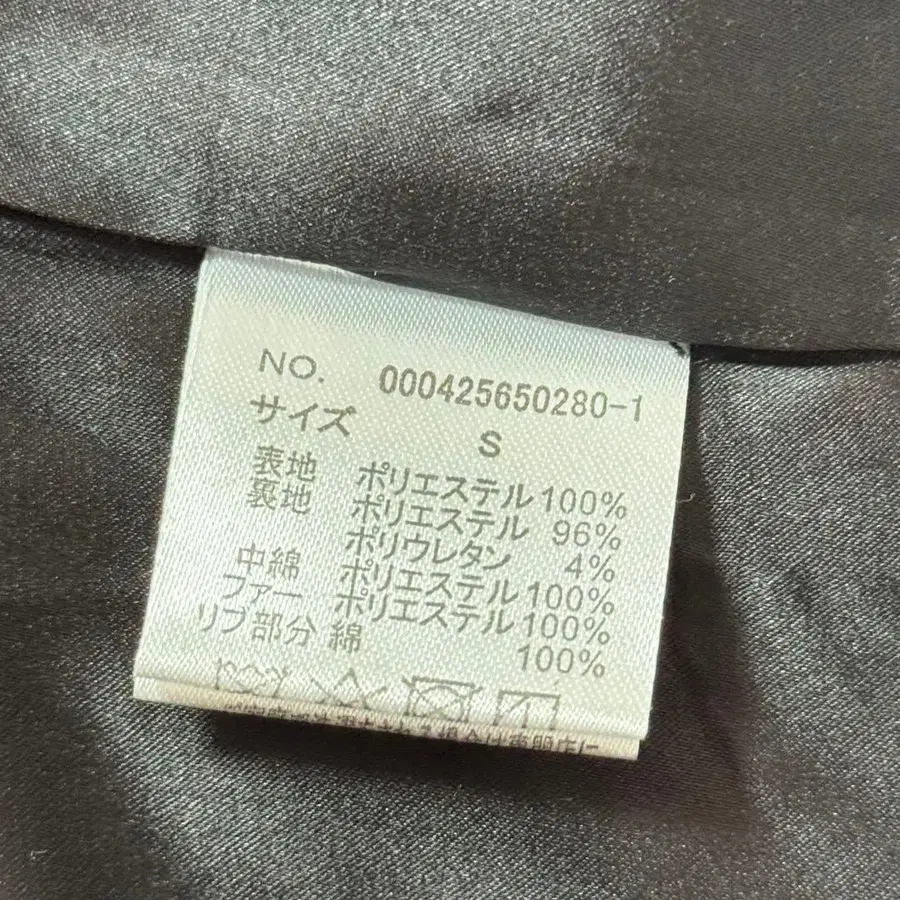 NO. 000425650280-1
サイズ S
表地 ポリエステル 100%
裏地 ポリエステル 96%
ポリウレタン 4%
中綿 ポリエステル 100%
ファー ポリエステル 100%
リブ部分 綿 100%